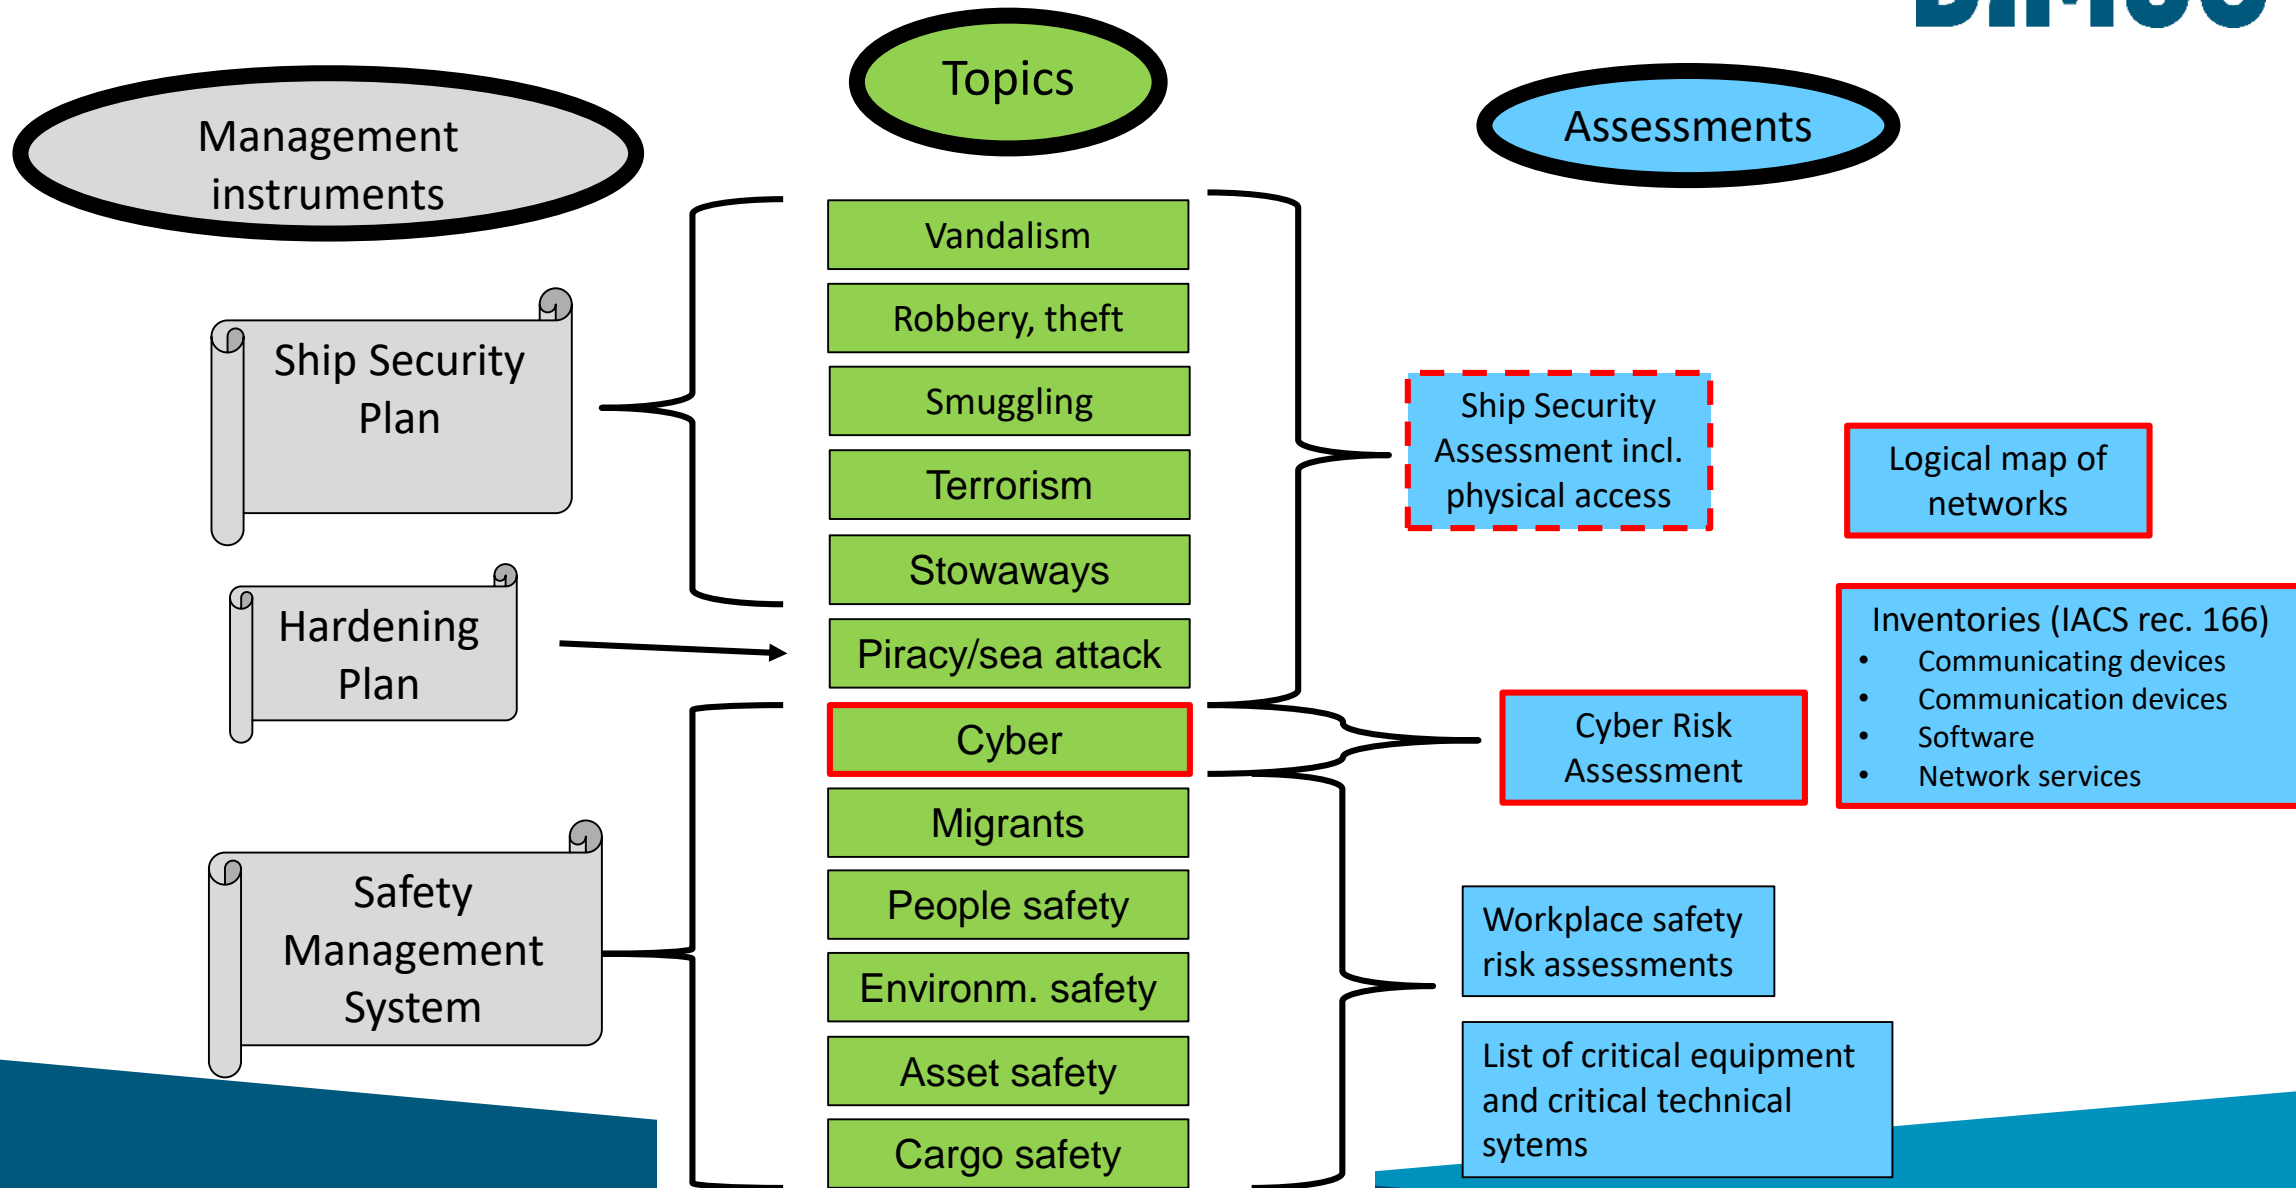 Management
instruments
Topics
Assessments
Ship Security
Plan
Hardening
Plan
Safety
Management
System
Vandalism
Robbery, theft
Smuggling
Terrorism
Stowaways
Piracy/sea attack
Cyber
Migrants
People safety
Environm. safety
Asset safety
Cargo safety
Ship Security
Assessment incl.
physical access
Logical map of
networks
Inventories (IACS rec. 166)
• Communicating devices
• Communication devices
• Software
• Network services
Cyber Risk
Assessment
Workplace safety
risk assessments
List of critical equipment
and critical technical
sytems